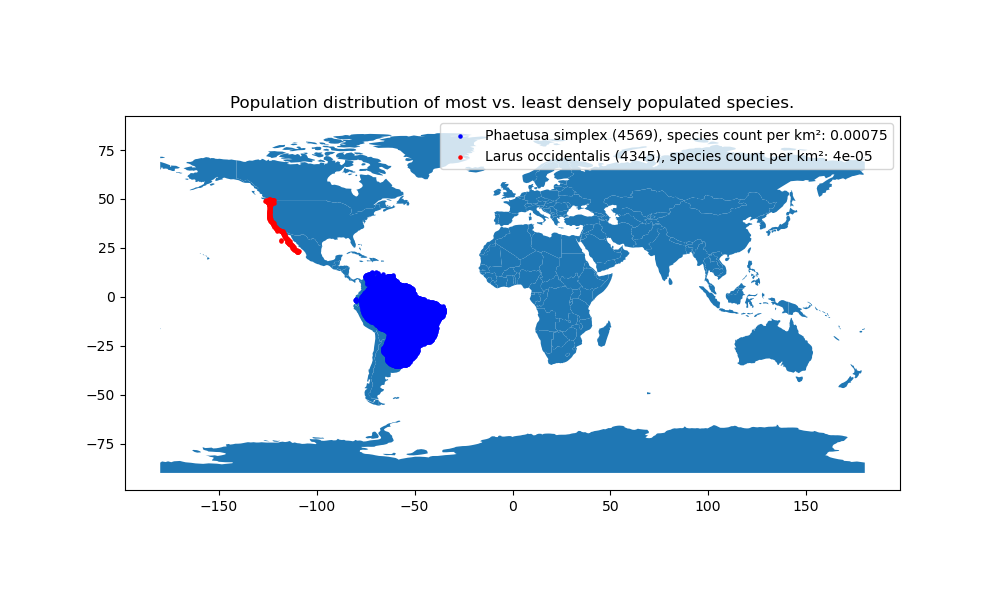 Population distribution of most vs. least densely populated species.
Phaetusa simplex (4569), species count per km²: 0.00075
Larus occidentalis (4345), species count per km²: 4e-05
75
50
25
0
−25
−50
−75
−150 −100 −50 0 50 100 150